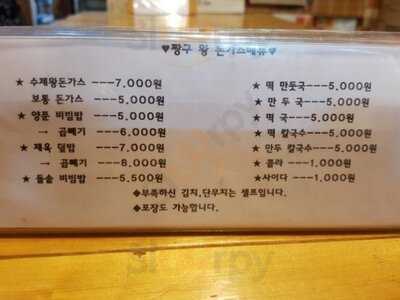 ♥짱구 왕 돈가스메뉴♥
★ 수제왕돈가스 ---7,000원
보통 돈가스 ---5,000원
★ 양푼 비빔밥 ---5,000원
→ 곱빼기 ---6,000원
★ 제육 덮밥 ---7,000원
→ 곱빼기 ---8,000원
★ 돌솥 비빔밥 ---5,500원
★ 떡 만둣국---5,000원
★ 만 두 국---5,000원
★ 떡 국---5,000원
★ 떡 칼국수---5,000원
★ 만두 칼국수---5,000원
★ 콜라 ---1,000원
★사이다 ---1,000원
♣부족하신 김치,단무지는 셀프입니다.
♣포장도 가능합니다.